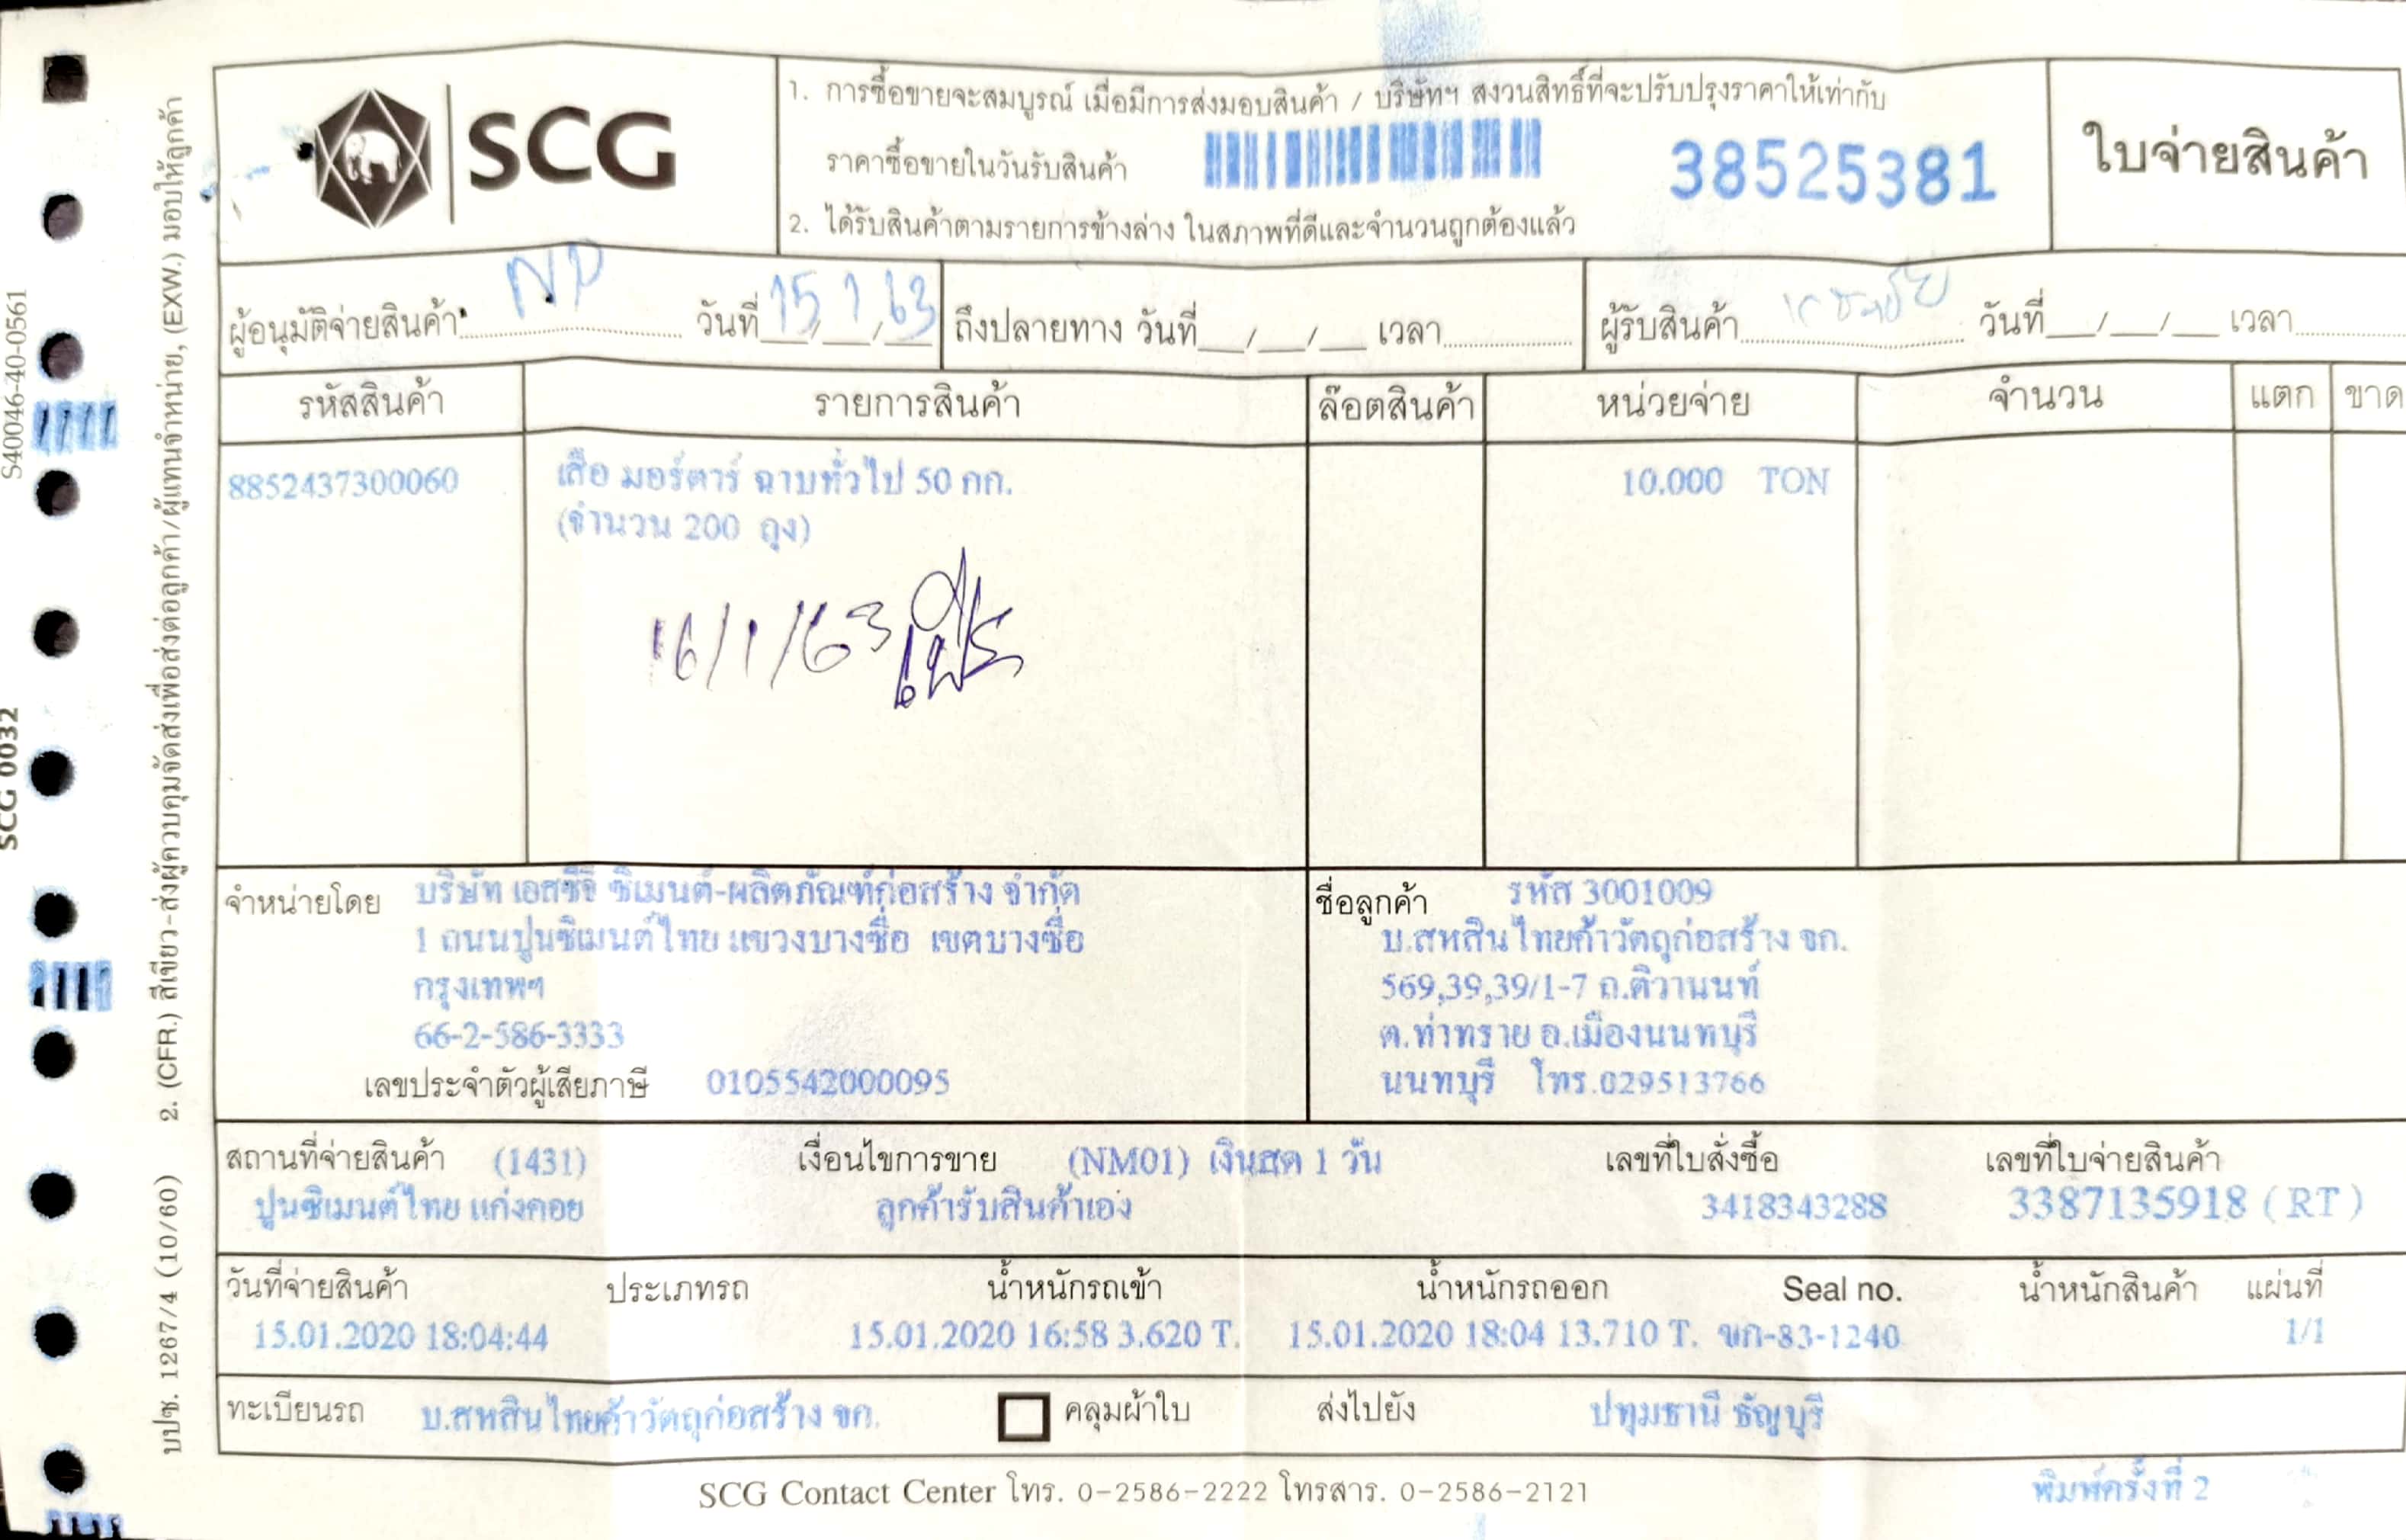 SCG
1. การซื้อขายจะสมบูรณ์ เมื่อมีการส่งมอบสินค้า / บริษัทฯ สงวนสิทธิ์ที่จะปรับปรุงราคาให้เท่ากับ
ราคาซื้อขายในวันรับสินค้า
38525381
2. ได้รับสินค้าตามรายการข้างล่าง ในสภาพที่ดีและจำนวนถูกต้องแล้ว
ใบจ่ายสินค้า
ผู้อนุมัติจ่ายสินค้า NP วันที่ 15/1/63 ถึงปลายทาง วันที่ __/__/__ เวลา ผู้รับสินค้า วันที่ __/__/__ เวลา
รหัสสินค้า รายการสินค้า ล๊อตสินค้า หน่วยจ่าย จำนวน แตก ขาด
8852437300060 เสือ มอร์ตาร์ ฉาบทั่วไป 50 กก. 10.000 TON
(จำนวน 200 ถุง)
16/1/63
จำหน่ายโดย บริษัท เอสซีจี ซิเมนต์-ผลิตภัณฑ์ก่อสร้าง จำกัด
1 ถนนปูนซิเมนต์ไทย แขวงบางซื่อ เขตบางซื่อ
กรุงเทพฯ
66-2-586-3333
เลขประจำตัวผู้เสียภาษี 0105542000095
ชื่อลูกค้า รหัส 3001009
บ.สหสินไทยค้าวัตถุก่อสร้าง จก.
569,39,39/1-7 ถ.ติวานนท์
ต.ท่าทราย อ.เมืองนนทบุรี
นนทบุรี โทร.029513766
สถานที่จ่ายสินค้า (1431) เงื่อนไขการขาย (NM01) เงินสด 1 วัน เลขที่ใบสั่งซื้อ เลขที่ใบจ่ายสินค้า
ปูนซิเมนต์ไทย แก่งคอย ลูกค้ารับสินค้าเอง 3418343288 3387135918 (RT)
วันที่จ่ายสินค้า ประเภทรถ น้ำหนักรถเข้า น้ำหนักรถออก Seal no. น้ำหนักสินค้า แผ่นที่
15.01.2020 18:04:44 15.01.2020 16:58 3.620 T. 15.01.2020 18:04 13.710 T. ขก-83-1240 1/1
ทะเบียนรถ บ.สหสินไทยค้าวัตถุก่อสร้าง จก. คลุมผ้าใบ ส่งไปยัง ปทุมธานี ธัญบุรี
SCG Contact Center โทร. 0-2586-2222 โทรสาร. 0-2586-2121
พิมพ์ครั้งที่ 2
บปซ. 1267/4 (10/60) 2. (CFR.) สีเขียว-ส่งผู้ควบคุมจัดส่งเพื่อส่งต่อลูกค้า/ผู้แทนจำหน่าย, (EXW.) มอบให้ลูกค้า
SCG 0032
S40046-40-0561